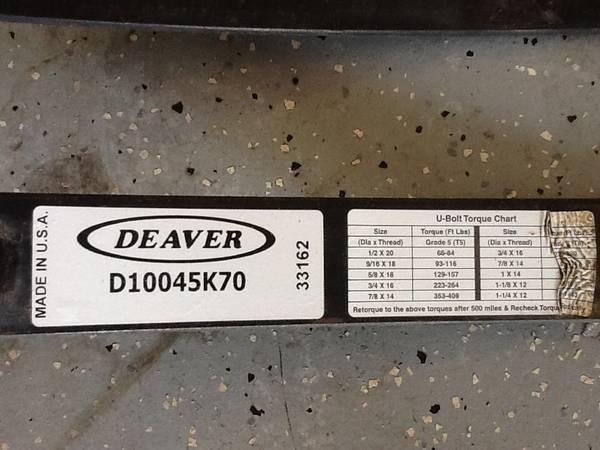 MADE IN U.S.A.
DEAVER
D10045K70
33162
U-Bolt Torque Chart
Size Torque (Ft Lbs) Size
(Dia x Thread) Grade 5 (T5) (Dia x Thread)
1/2 X 20 66-84 3/4 X 16
9/16 X 18 93-116 7/8 X 14
5/8 X 18 129-157 1 X 14
3/4 X 16 223-264 1-1/8 X 12
7/8 X 14 353-409 1-1/4 X 12
Retorque to the above torques after 500 miles & Recheck